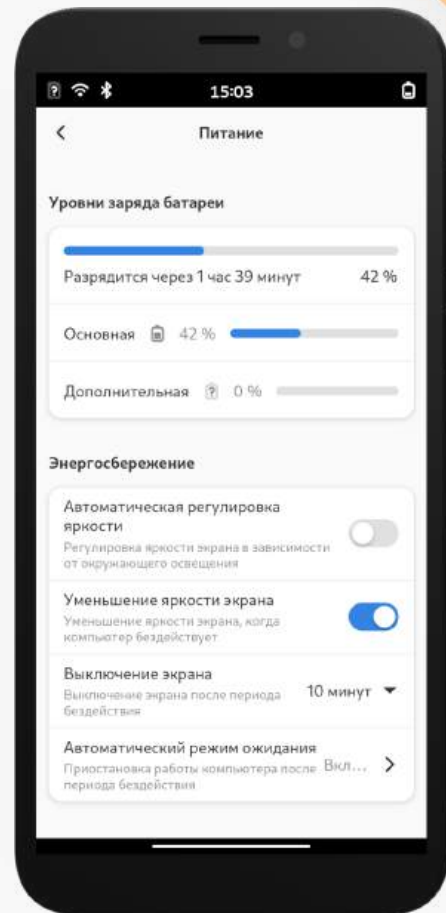 15:03
Питание
Уровни заряда батареи
Разрядится через 1 час 39 минут 42 %
Основная 42 %
Дополнительная ? 0 %
Энергосбережение
Автоматическая регулировка
яркости
Регулировка яркости экрана в зависимости
от окружающего освещения
Уменьшение яркости экрана
Уменьшение яркости экрана, когда
компьютер бездействует
Выключение экрана
Выключение экрана после периода
бездействия
10 минут
Автоматический режим ожидания
Приостановка работы компьютера после
периода бездействия
Вкл...